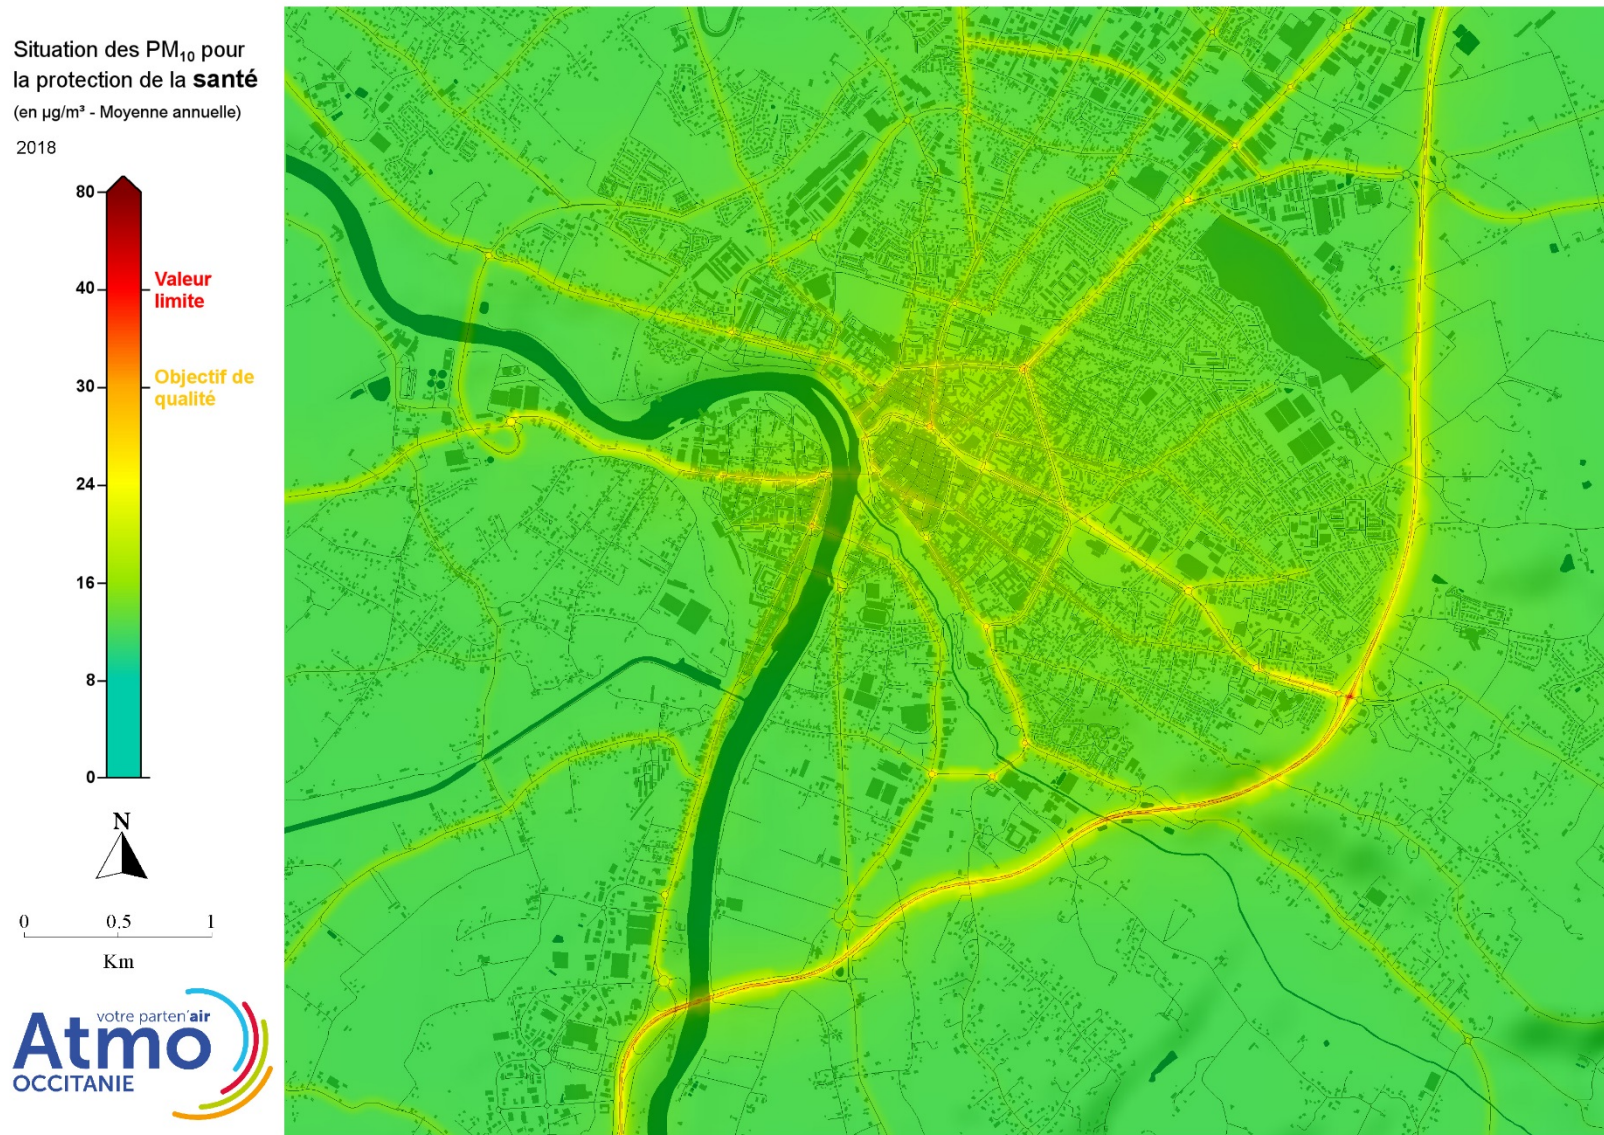 Situation des PM₁₀ pour
la protection de la santé
(en µg/m³ - Moyenne annuelle)
2018
80
40
Valeur
limite
30
Objectif de
qualité
24
16
8
0
N
0 0.5 1
Km
votre parten'air
Atmo
OCCITANIE